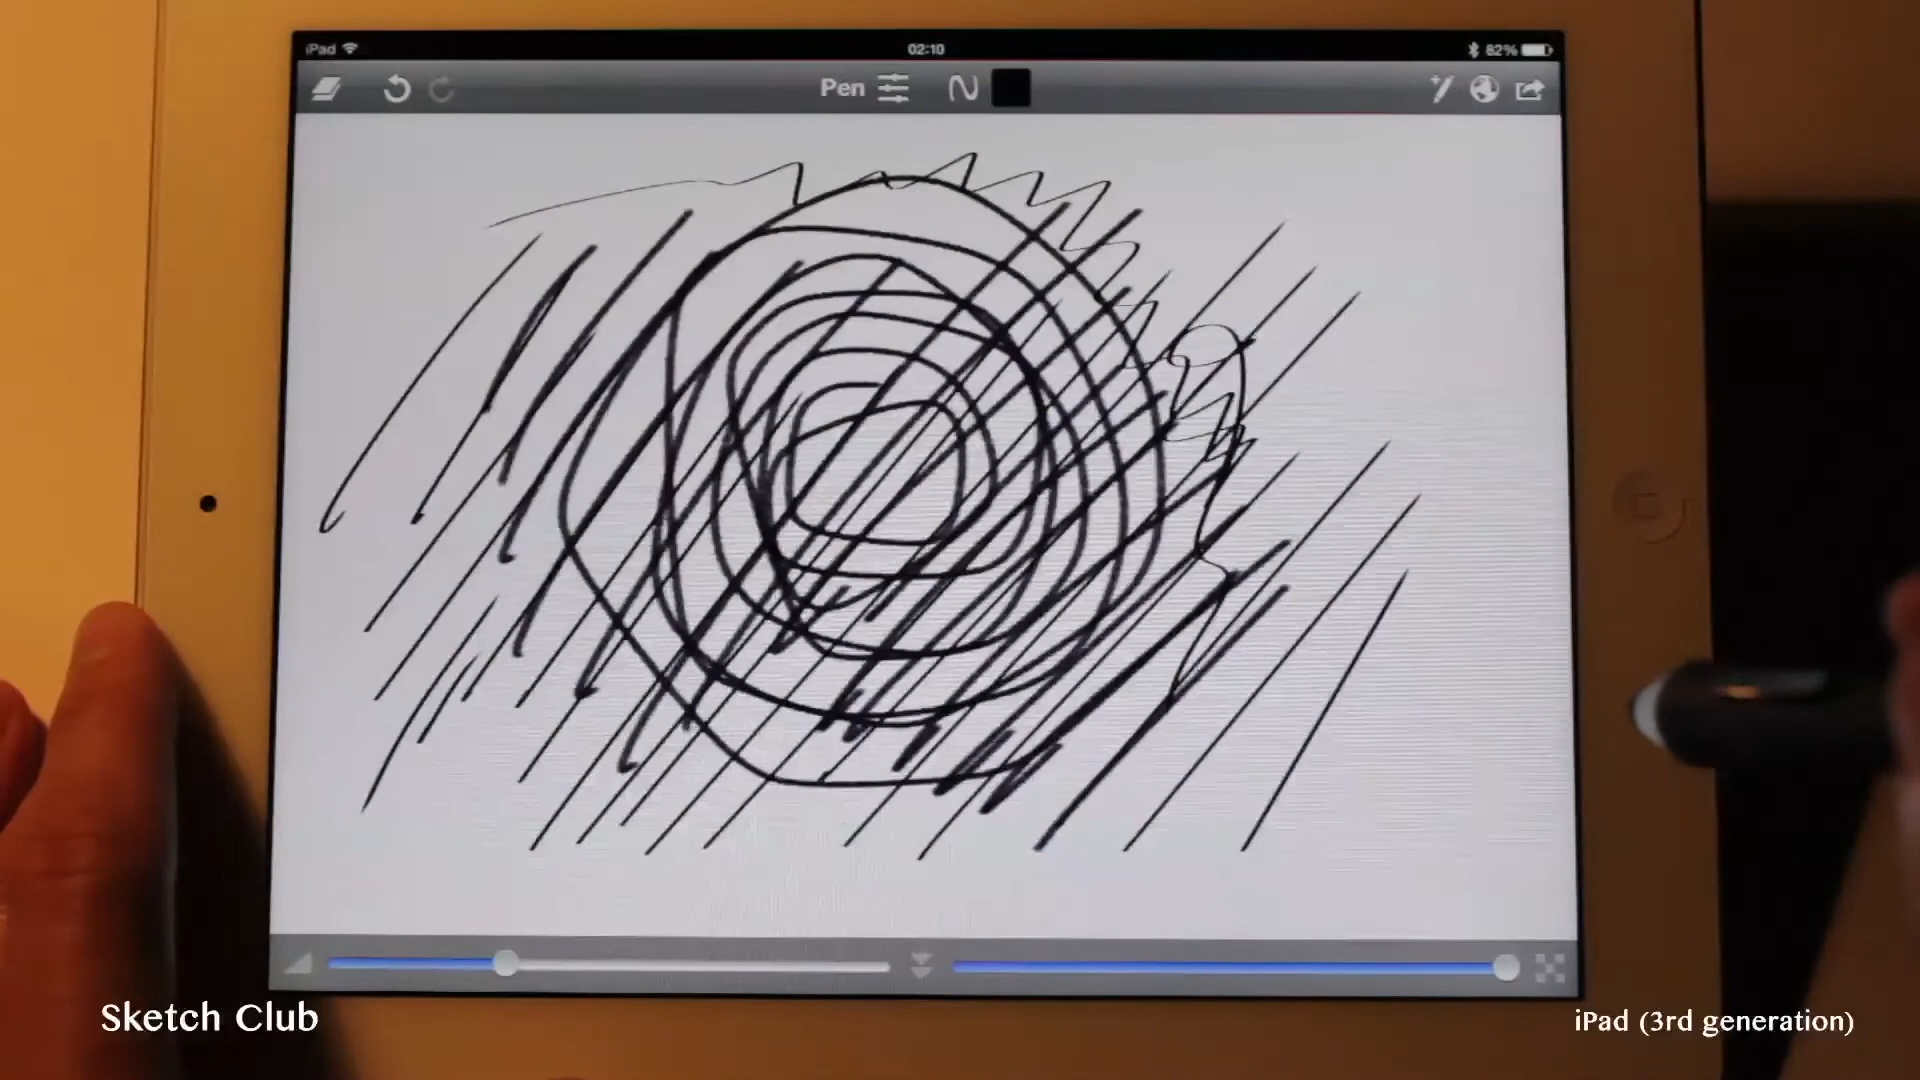 iPad 02:10 82%
Pen
Sketch Club
iPad (3rd generation)